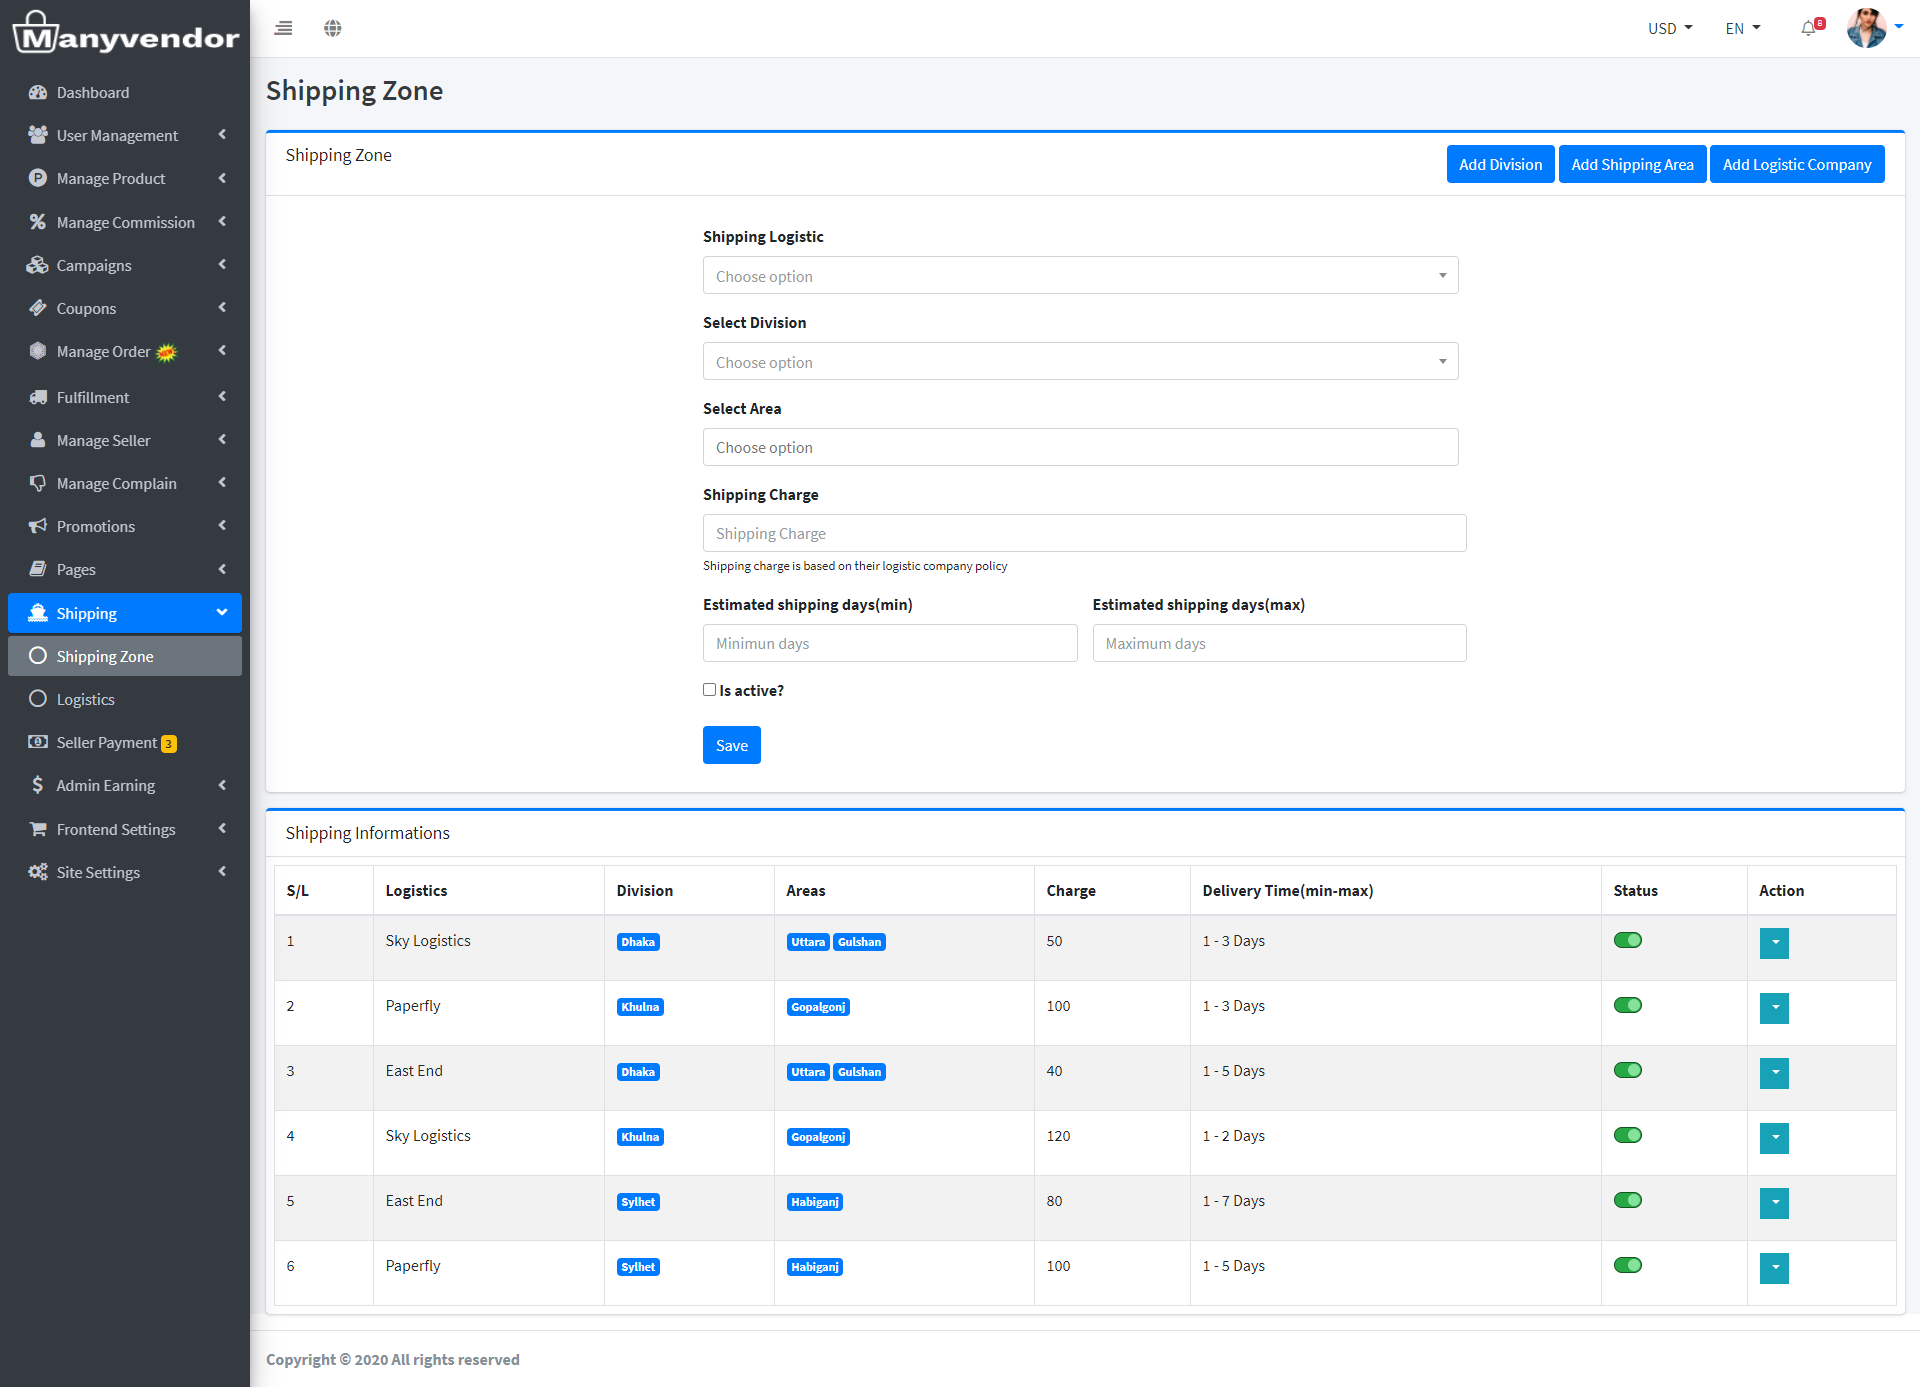 Manyvendor
USD
EN
8
Dashboard
User Management
Manage Product
Manage Commission
Campaigns
Coupons
Manage Order NEW
Fulfillment
Manage Seller
Manage Complain
Promotions
Pages
Shipping
Shipping Zone
Logistics
Seller Payment 3
Admin Earning
Frontend Settings
Site Settings
Shipping Zone
Shipping Zone
Add Division
Add Shipping Area
Add Logistic Company
Shipping Logistic
Choose option
Select Division
Choose option
Select Area
Choose option
Shipping Charge
Shipping Charge
Shipping charge is based on their logistic company policy
Estimated shipping days(min) Estimated shipping days(max)
Minimun days Maximum days
Is active?
Save
Shipping Informations
S/L Logistics Division Areas Charge Delivery Time(min-max) Status Action
1 Sky Logistics Dhaka Uttara Gulshan 50 1 - 3 Days
2 Paperfly Khulna Gopalgonj 100 1 - 3 Days
3 East End Dhaka Uttara Gulshan 40 1 - 5 Days
4 Sky Logistics Khulna Gopalgonj 120 1 - 2 Days
5 East End Sylhet Habiganj 80 1 - 7 Days
6 Paperfly Sylhet Habiganj 100 1 - 5 Days
Copyright © 2020 All rights reserved